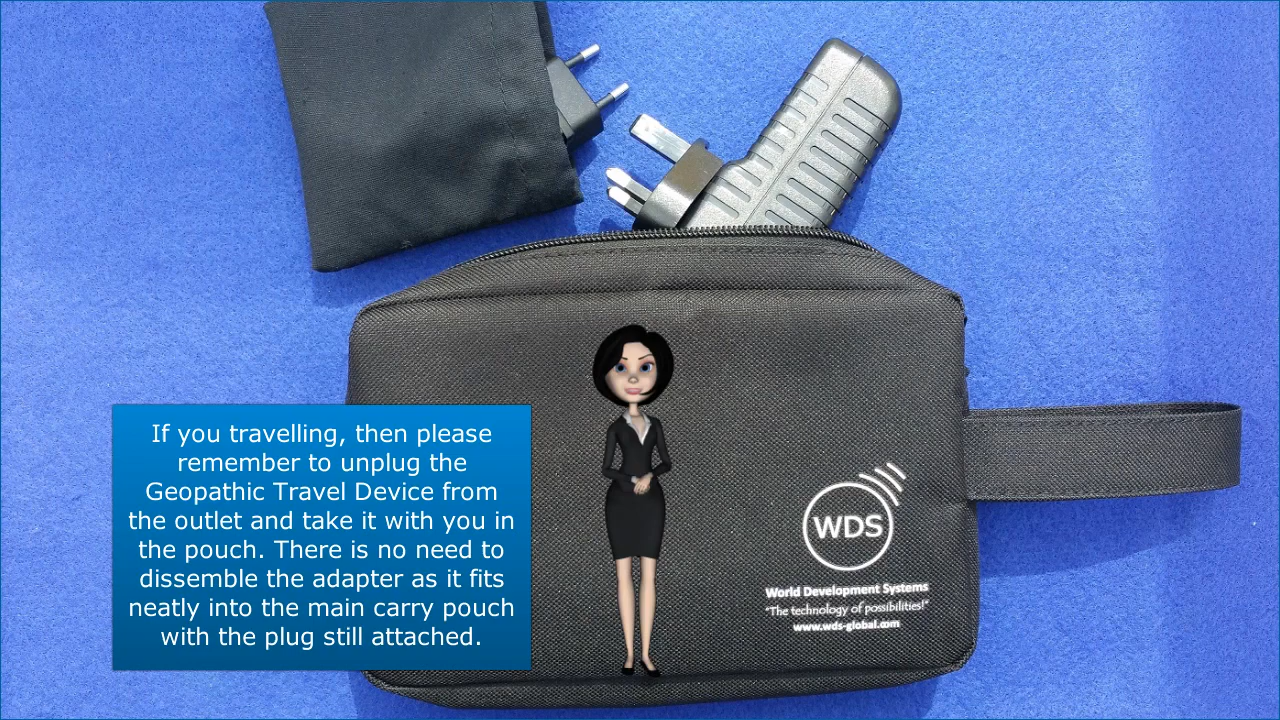 If you travelling, then please
remember to unplug the
Geopathic Travel Device from
the outlet and take it with you in
the pouch. There is no need to
dissemble the adapter as it fits
neatly into the main carry pouch
with the plug still attached.
WDS
World Development Systems
"The technology of possibilities!"
www.wds-global.com